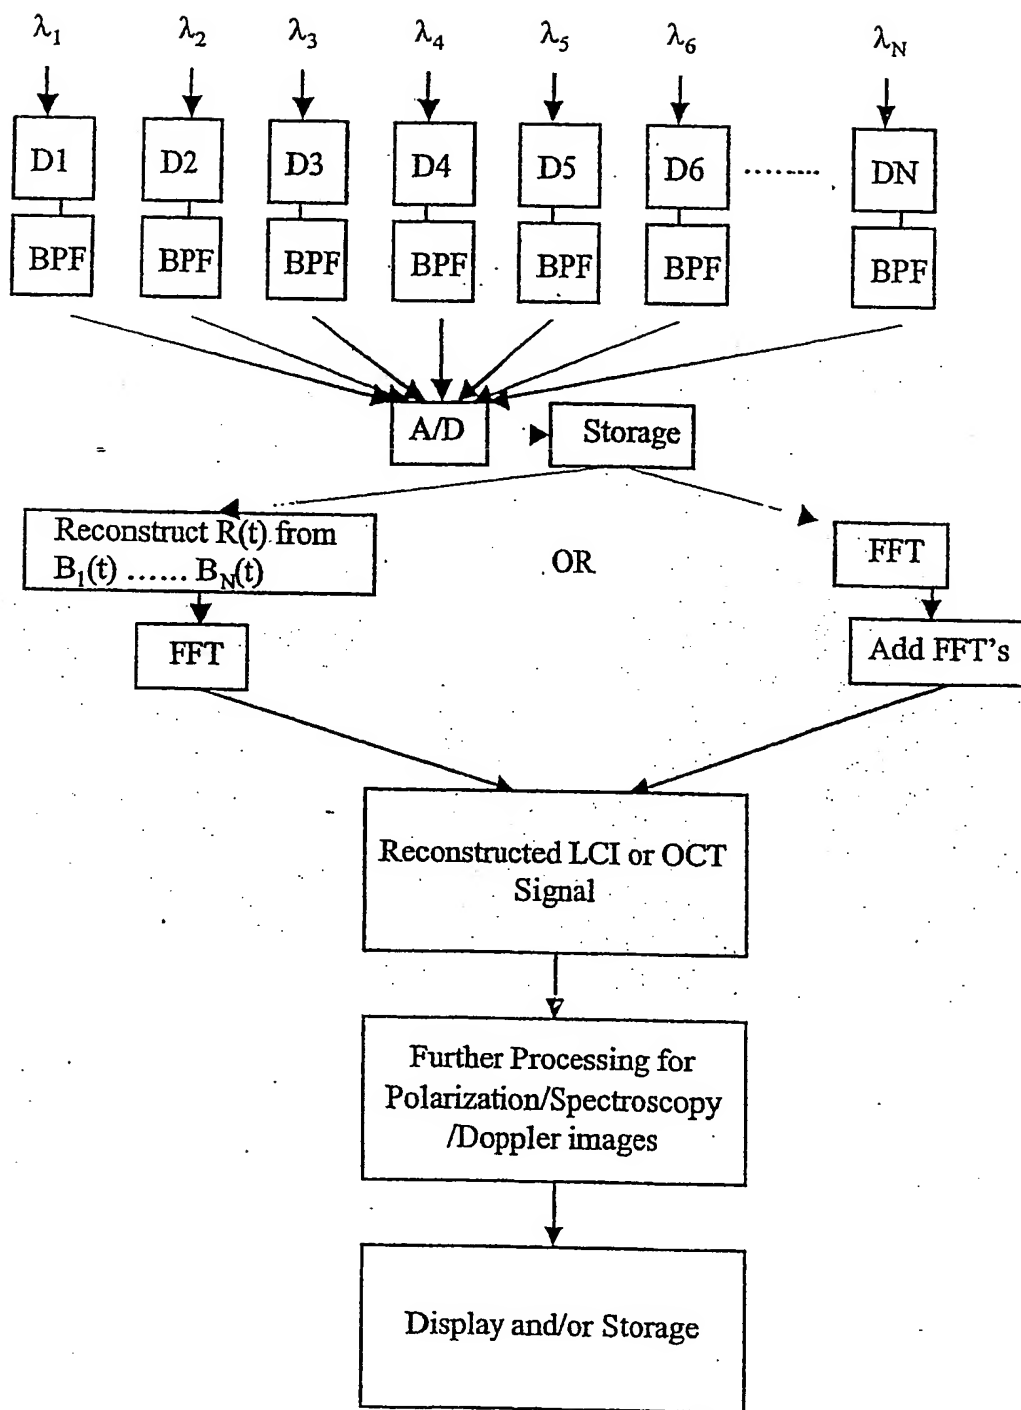 λ1 λ2 λ3 λ4 λ5 λ6 λN
D1 D2 D3 D4 D5 D6 ......... DN
BPF BPF BPF BPF BPF BPF BPF
A/D
Storage
Reconstruct R(t) from
B1(t) ...... BN(t)
OR
FFT
FFT
Add FFT's
Reconstructed LCI or OCT
Signal
Further Processing for
Polarization/Spectroscopy
/Doppler images
Display and/or Storage